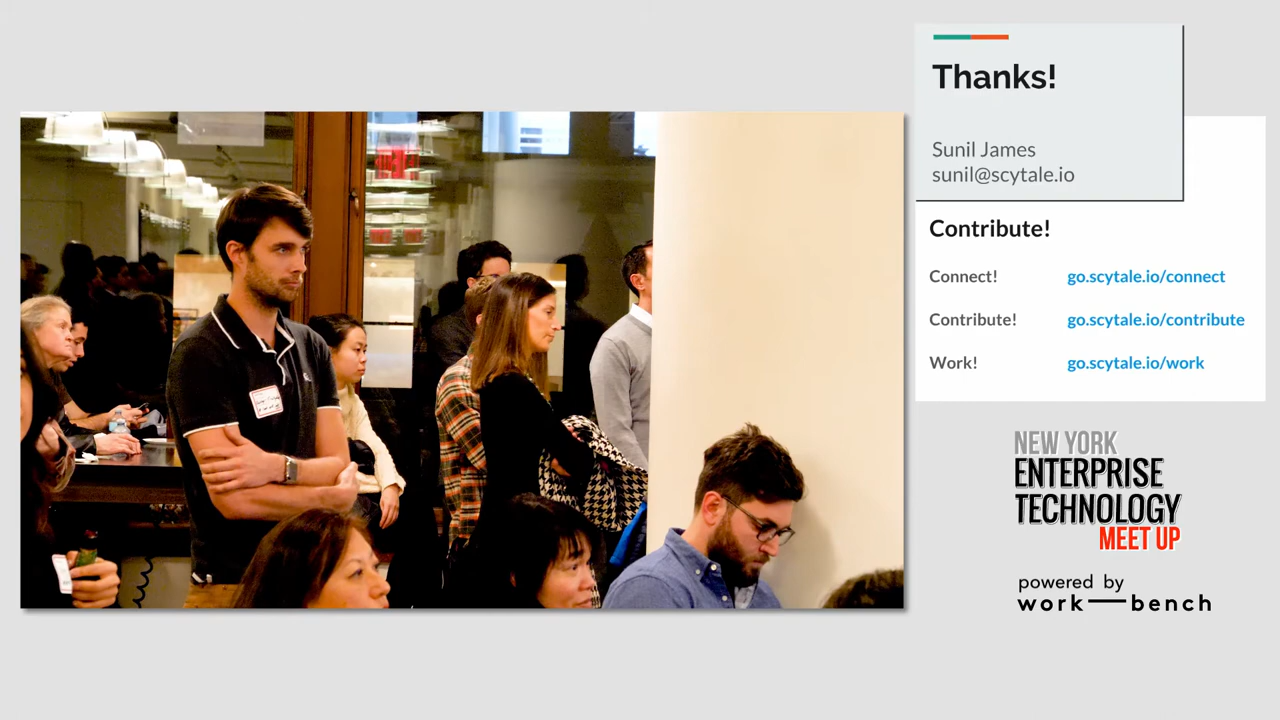 Thanks!
Sunil James
sunil@scytale.io
Contribute!
Connect! go.scytale.io/connect
Contribute! go.scytale.io/contribute
Work! go.scytale.io/work
NEW YORK
ENTERPRISE
TECHNOLOGY
MEET UP
powered by
work—bench